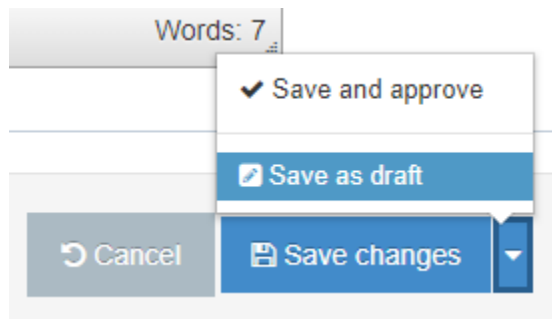 Words: 7
Save and approve
Save as draft
Cancel
Save changes